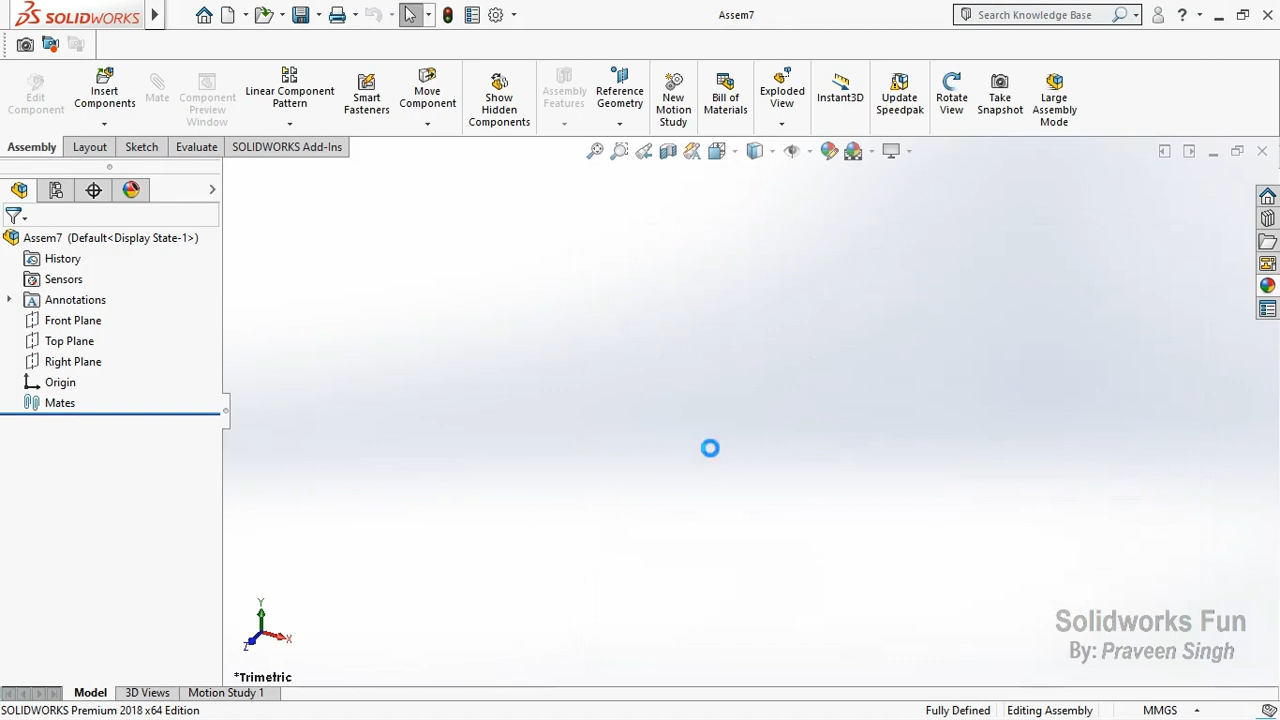 SOLIDWORKS
Assem7
Search Knowledge Base
?
Edit Component
Insert Components
Mate
Component Preview Window
Linear Component Pattern
Smart Fasteners
Move Component
Show Hidden Components
Assembly Features
Reference Geometry
New Motion Study
Bill of Materials
Exploded View
Instant3D
Update Speedpak
Rotate View
Take Snapshot
Large Assembly Mode
Assembly
Layout
Sketch
Evaluate
SOLIDWORKS Add-Ins
Assem7 (Default<Display State-1>)
History
Sensors
Annotations
Front Plane
Top Plane
Right Plane
Origin
Mates
Y
X
Z
*Trimetric
Solidworks Fun
By: Praveen Singh
Model
3D Views
Motion Study 1
SOLIDWORKS Premium 2018 x64 Edition
Fully Defined
Editing Assembly
MMGS